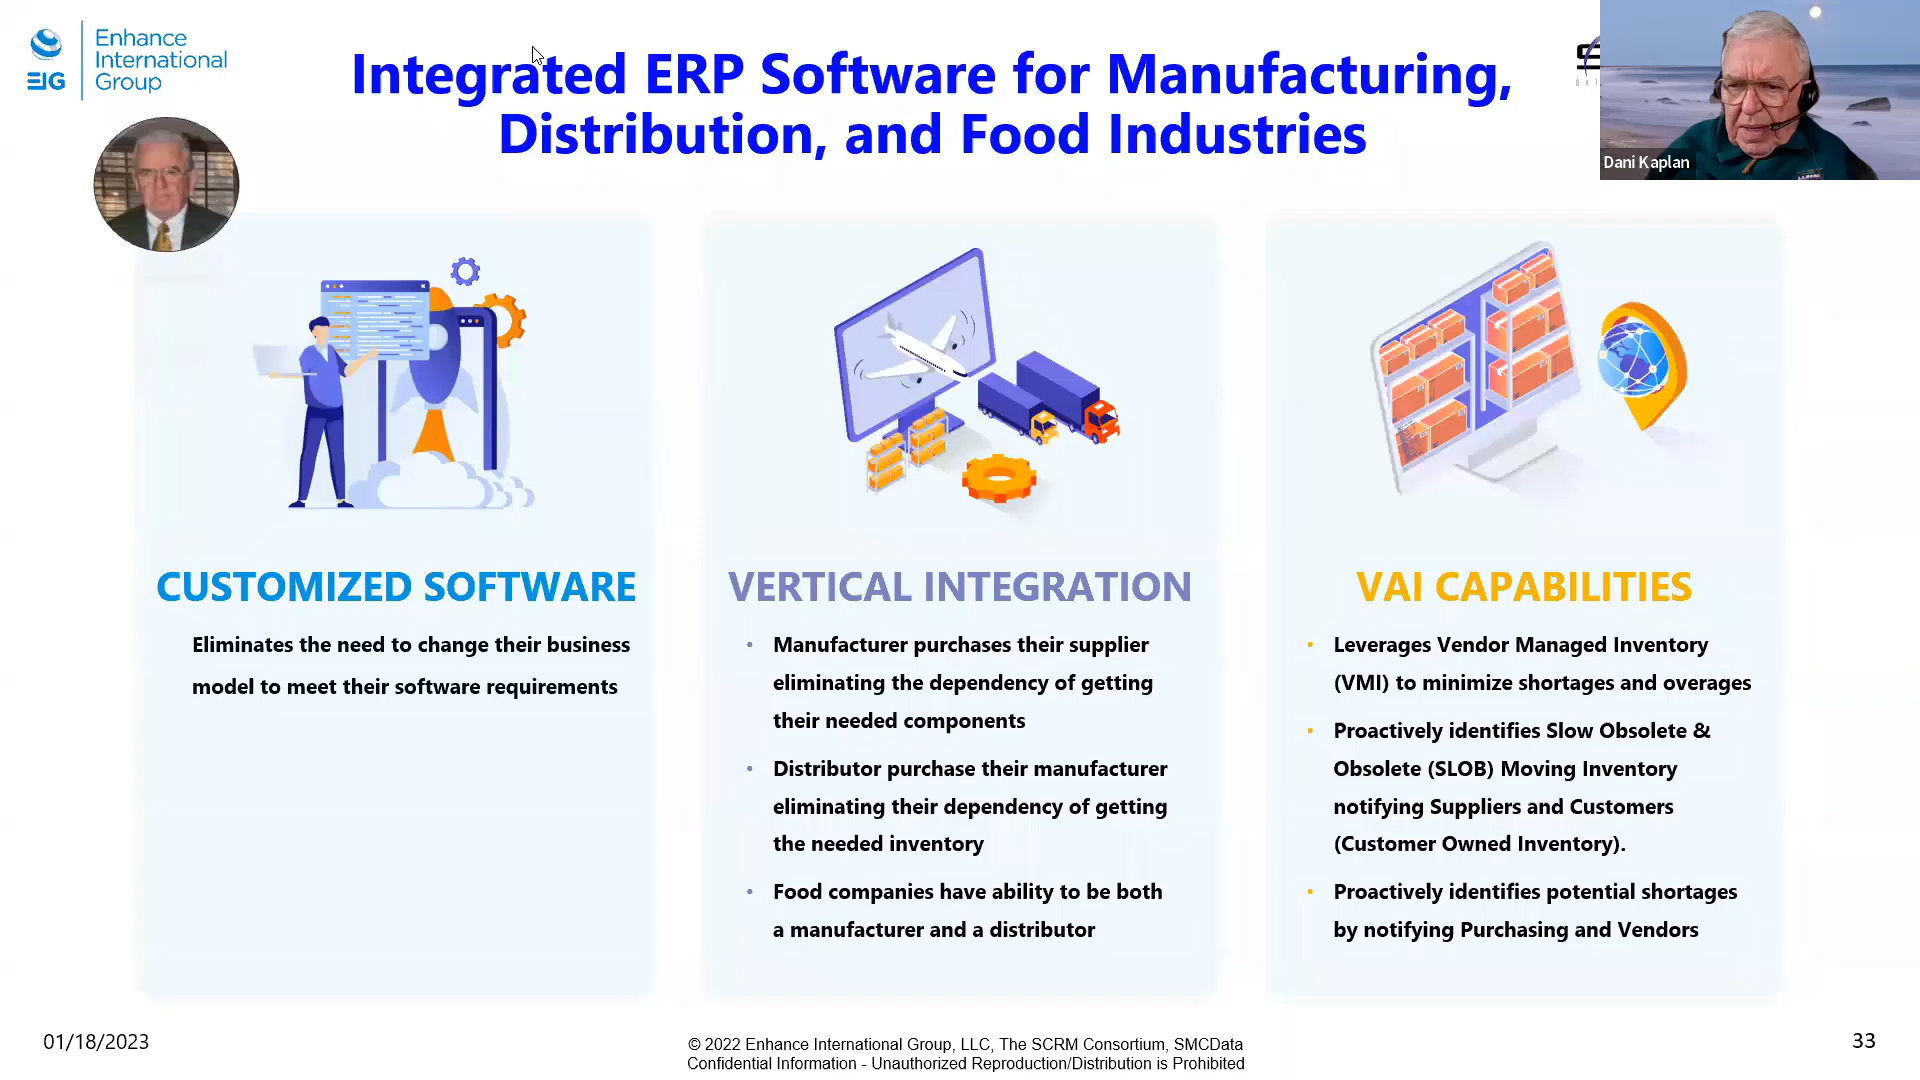 Enhance
International
Group
EIG
Integrated ERP Software for Manufacturing,
Distribution, and Food Industries
Dani Kaplan
CUSTOMIZED SOFTWARE
Eliminates the need to change their business
model to meet their software requirements
VERTICAL INTEGRATION
• Manufacturer purchases their supplier
eliminating the dependency of getting
their needed components
• Distributor purchase their manufacturer
eliminating their dependency of getting
the needed inventory
• Food companies have ability to be both
a manufacturer and a distributor
VAI CAPABILITIES
• Leverages Vendor Managed Inventory
(VMI) to minimize shortages and overages
• Proactively identifies Slow Obsolete &
Obsolete (SLOB) Moving Inventory
notifying Suppliers and Customers
(Customer Owned Inventory).
• Proactively identifies potential shortages
by notifying Purchasing and Vendors
01/18/2023
© 2022 Enhance International Group, LLC, The SCRM Consortium, SMCData
Confidential Information - Unauthorized Reproduction/Distribution is Prohibited
33